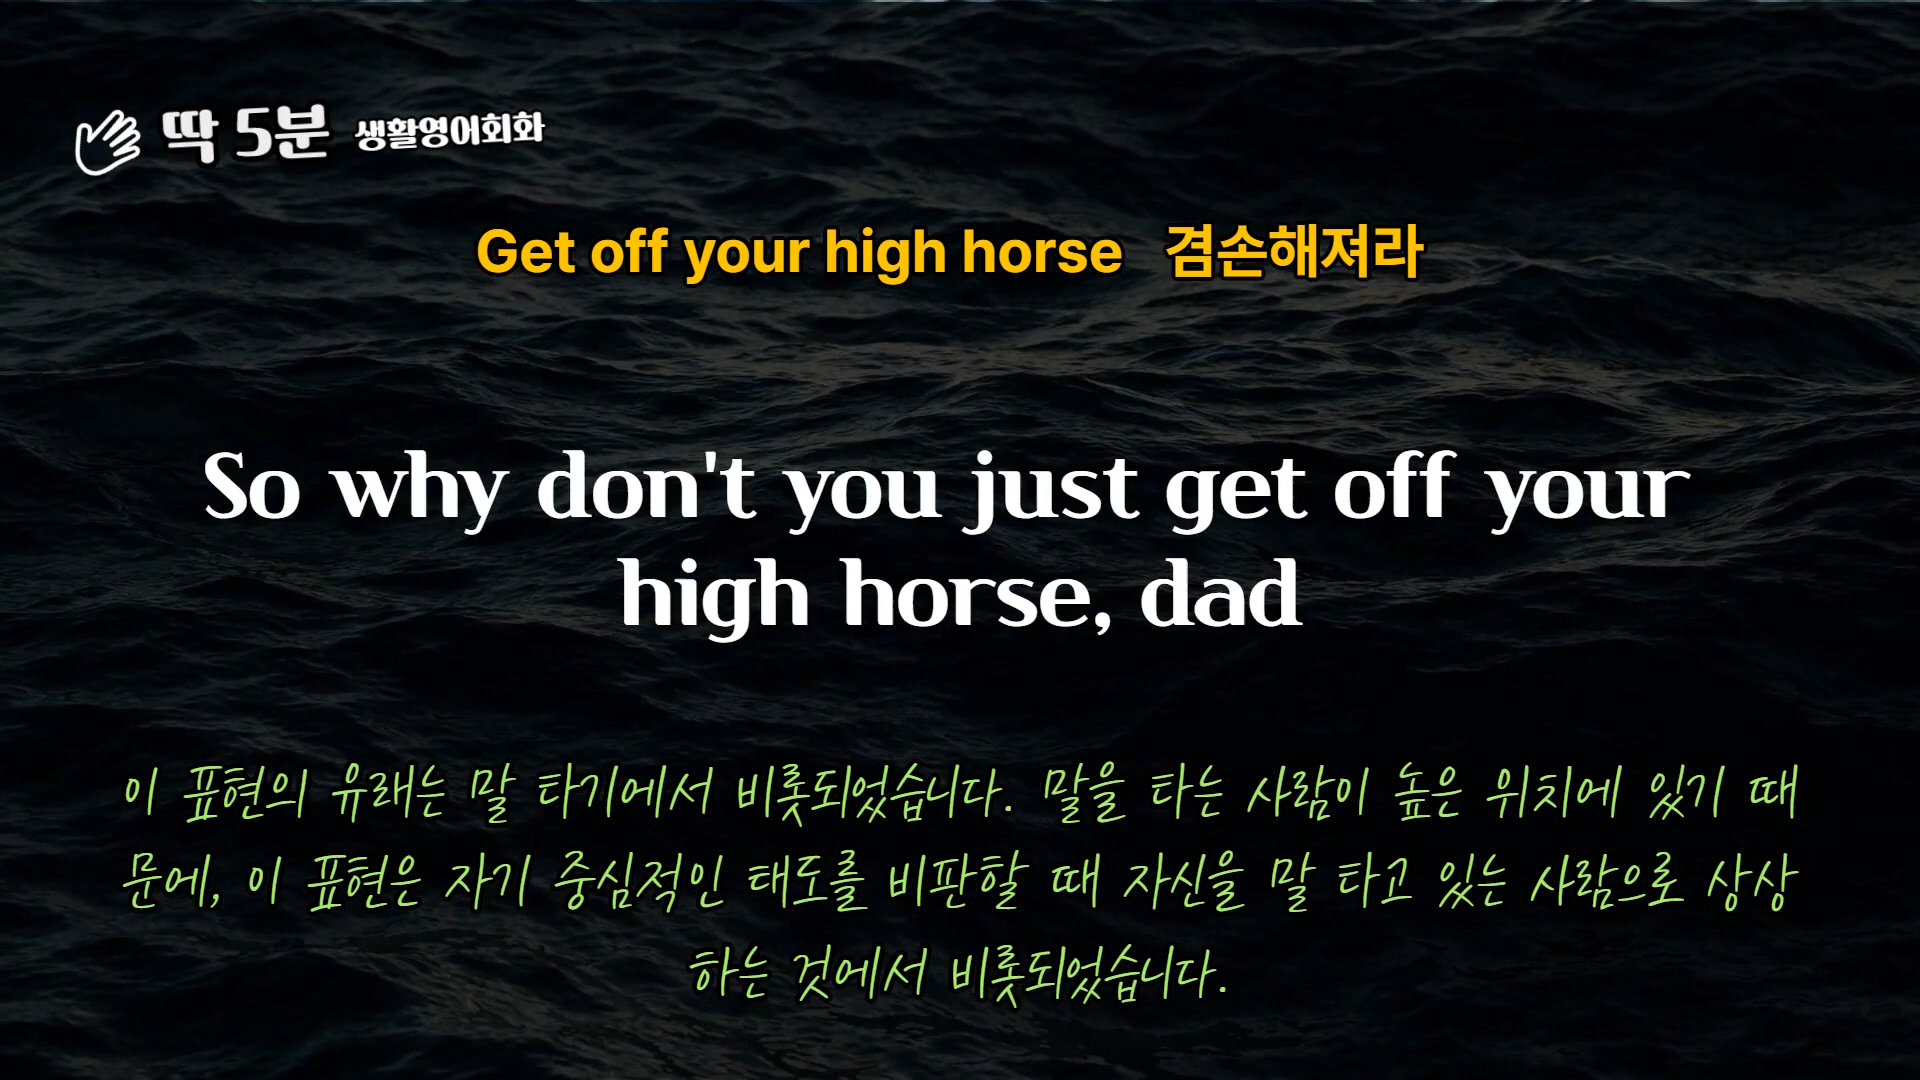 딱 5분 생활영어회화
Get off your high horse 겸손해져라
So why don't you just get off your
high horse, dad
이 표현의 유래는 말 타기에서 비롯되었습니다. 말을 타는 사람이 높은 위치에 있기 때
문에, 이 표현은 자기 중심적인 태도를 비판할 때 자신을 말 타고 있는 사람으로 상상
하는 것에서 비롯되었습니다.